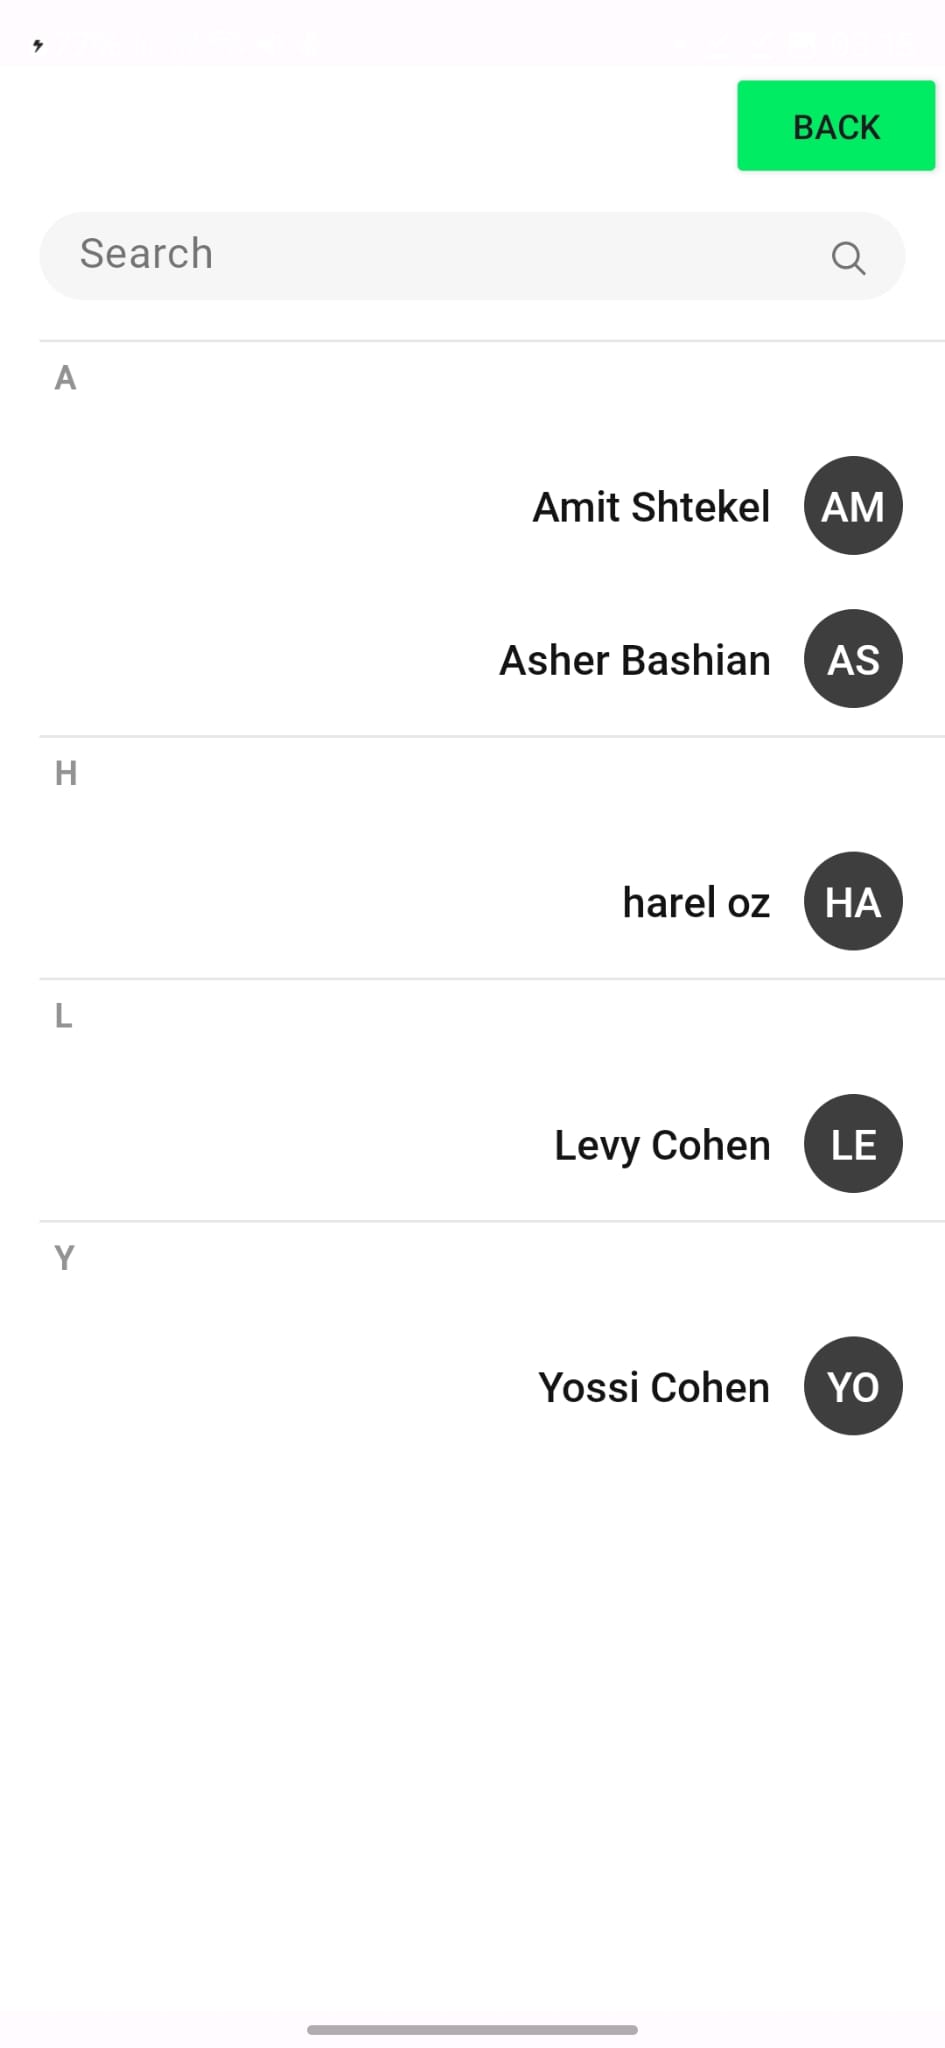 BACK
Search
A
Amit Shtekel AM
Asher Bashian AS
H
harel oz HA
L
Levy Cohen LE
Y
Yossi Cohen YO